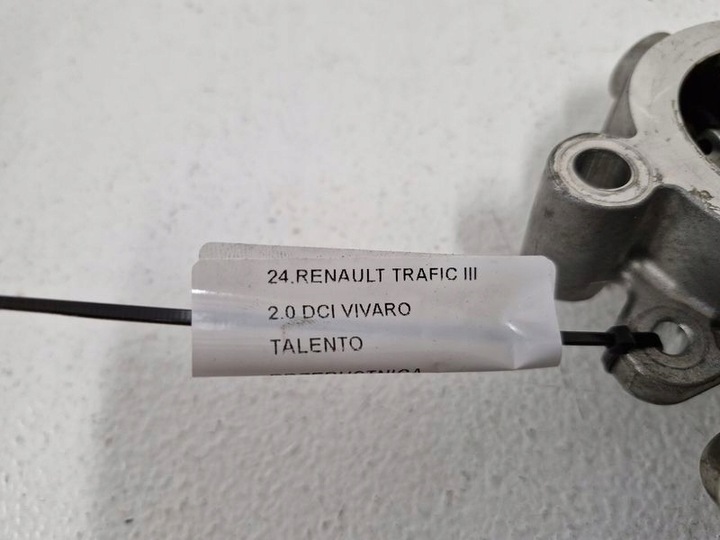 24.RENAULT TRAFIC III
2.0 DCI VIVARO
TALENTO